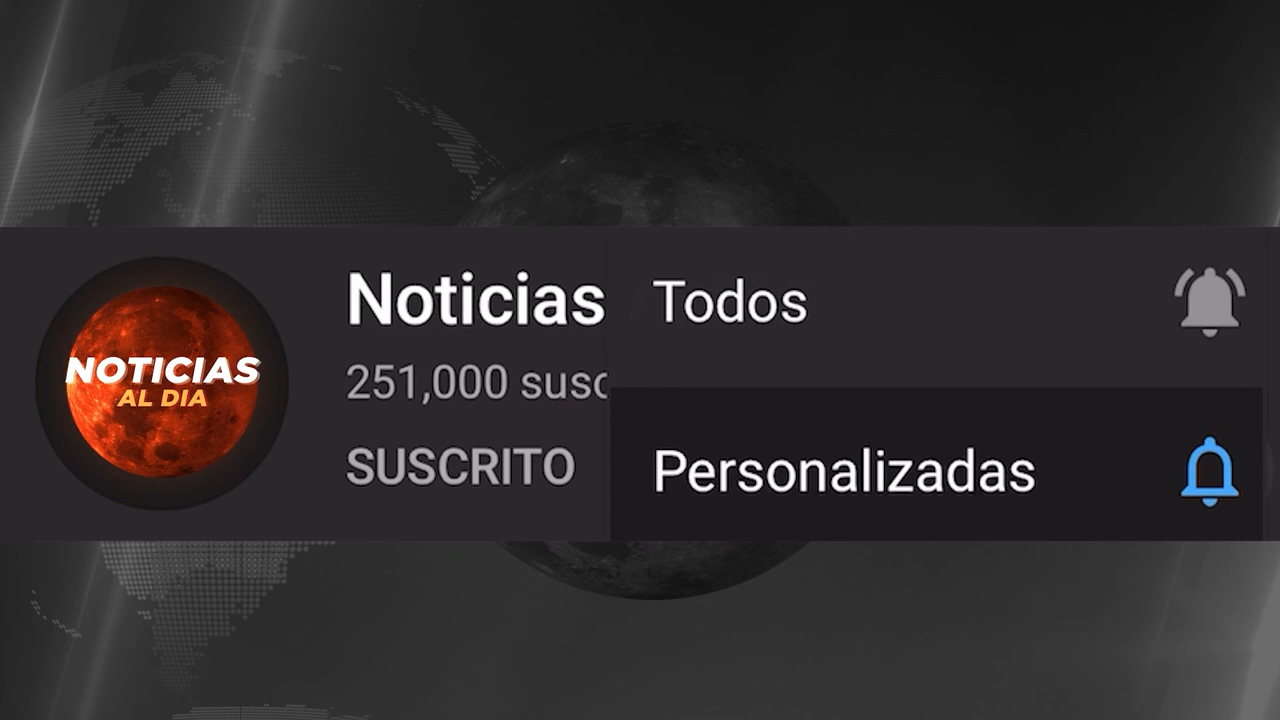 NOTICIAS
AL DIA
Noticias
251,000 susc
SUSCRITO
Todos
Personalizadas